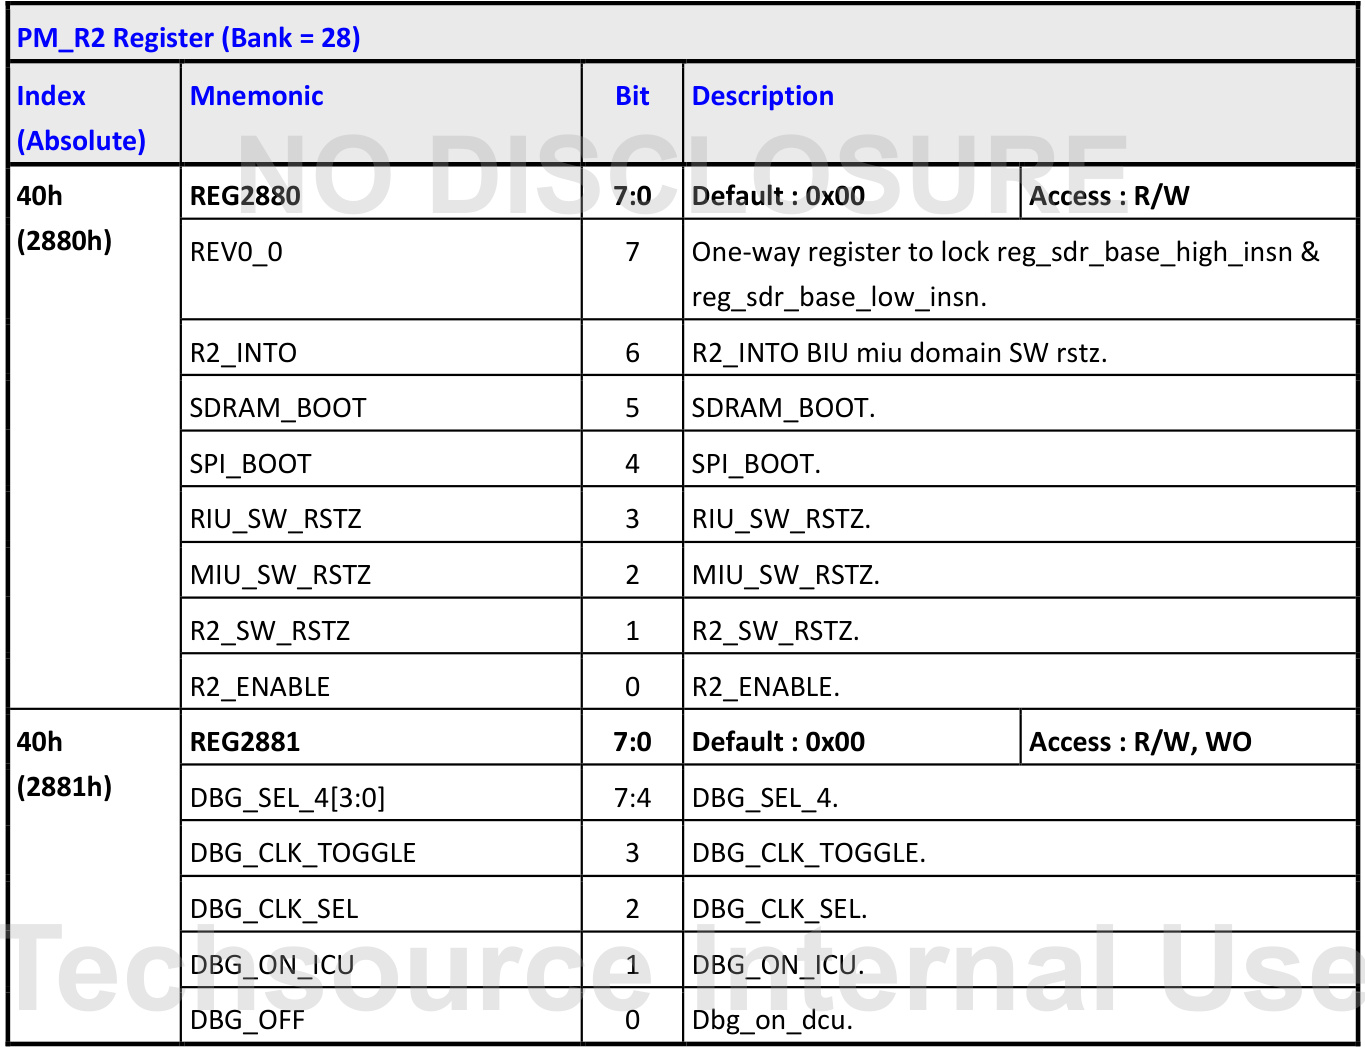 PM_R2 Register (Bank = 28)
Index Mnemonic Bit Description
(Absolute)
NO DISCLOSURE
40h REG2880 7:0 Default : 0x00 Access : R/W
(2880h)
REV0_0 7 One-way register to lock reg_sdr_base_high_insn &
reg_sdr_base_low_insn.
R2_INTO 6 R2_INTO BIU miu domain SW rstz.
SDRAM_BOOT 5 SDRAM_BOOT.
SPI_BOOT 4 SPI_BOOT.
RIU_SW_RSTZ 3 RIU_SW_RSTZ.
MIU_SW_RSTZ 2 MIU_SW_RSTZ.
R2_SW_RSTZ 1 R2_SW_RSTZ.
R2_ENABLE 0 R2_ENABLE.
40h REG2881 7:0 Default : 0x00 Access : R/W, WO
(2881h)
DBG_SEL_4[3:0] 7:4 DBG_SEL_4.
DBG_CLK_TOGGLE 3 DBG_CLK_TOGGLE.
DBG_CLK_SEL 2 DBG_CLK_SEL.
Techsource Internal Use
DBG_ON_ICU 1 DBG_ON_ICU.
DBG_OFF 0 Dbg_on_dcu.